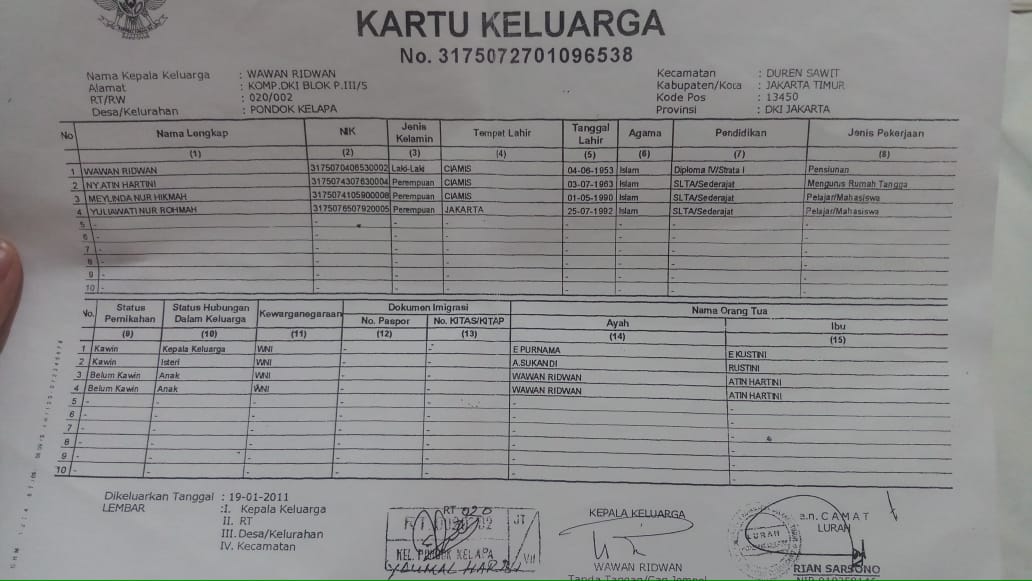 KARTU KELUARGA
No. 3175072701096538
Nama Kepala Keluarga : WAWAN RIDWAN
Alamat : KOMP.DKI BLOK P.III/5
RT/RW : 020/002
Desa/Kelurahan : PONDOK KELAPA
Kecamatan : DUREN SAWIT
Kabupaten/Kota : JAKARTA TIMUR
Kode Pos : 13450
Provinsi : DKI JAKARTA
No Nama Lengkap NIK Jenis Kelamin Tempat Lahir Tanggal Lahir Agama Pendidikan Jenis Pekerjaan
(1) (2) (3) (4) (5) (6) (7) (8)
1 WAWAN RIDWAN 3175070406530002 Laki-Laki CIAMIS 04-06-1953 Islam Diploma IV/Strata I Pensiunan
2 NY.ATIN HARTINI 3175074307630004 Perempuan CIAMIS 03-07-1963 Islam SLTA/Sederajat Mengurus Rumah Tangga
3 MEYLINDA NUR HIKMAH 3175074105900008 Perempuan CIAMIS 01-05-1990 Islam SLTA/Sederajat Pelajar/Mahasiswa
4 YULIAWATI NUR ROHMAH 3175076507920005 Perempuan JAKARTA 25-07-1992 Islam SLTA/Sederajat Pelajar/Mahasiswa
5 - - - - - - - -
6 - - - - - - - -
7 - - - - - - - -
8 - - - - - - - -
9 - - - - - - - -
10 - - - - - - - -
No. Status Pernikahan Status Hubungan Dalam Keluarga Kewarganegaraan Dokumen Imigrasi Nama Orang Tua
No. Paspor No. KITAS/KITAP Ayah Ibu
(9) (10) (11) (12) (13) (14) (15)
1 Kawin Kepala Keluarga WNI - - E PURNAMA E KUSTINI
2 Kawin Isteri WNI - - A.SUKANDI RUSTINI
3 Belum Kawin Anak WNI - - WAWAN RIDWAN ATIN HARTINI
4 Belum Kawin Anak WNI - - WAWAN RIDWAN ATIN HARTINI
5 - - - - - - -
6 - - - - - - -
7 - - - - - - -
8 - - - - - - -
9 - - - - - - -
10 - - - - - - -
Dikeluarkan Tanggal : 19-01-2011
LEMBAR :I. Kepala Keluarga
II. RT
III. Desa/Kelurahan
IV. Kecamatan
RT 020
KEL. PONDOK KELAPA
KEPALA KELUARGA
WAWAN RIDWAN
a.n. CAMAT
LURAH
LURAH
RIAN SARSONO